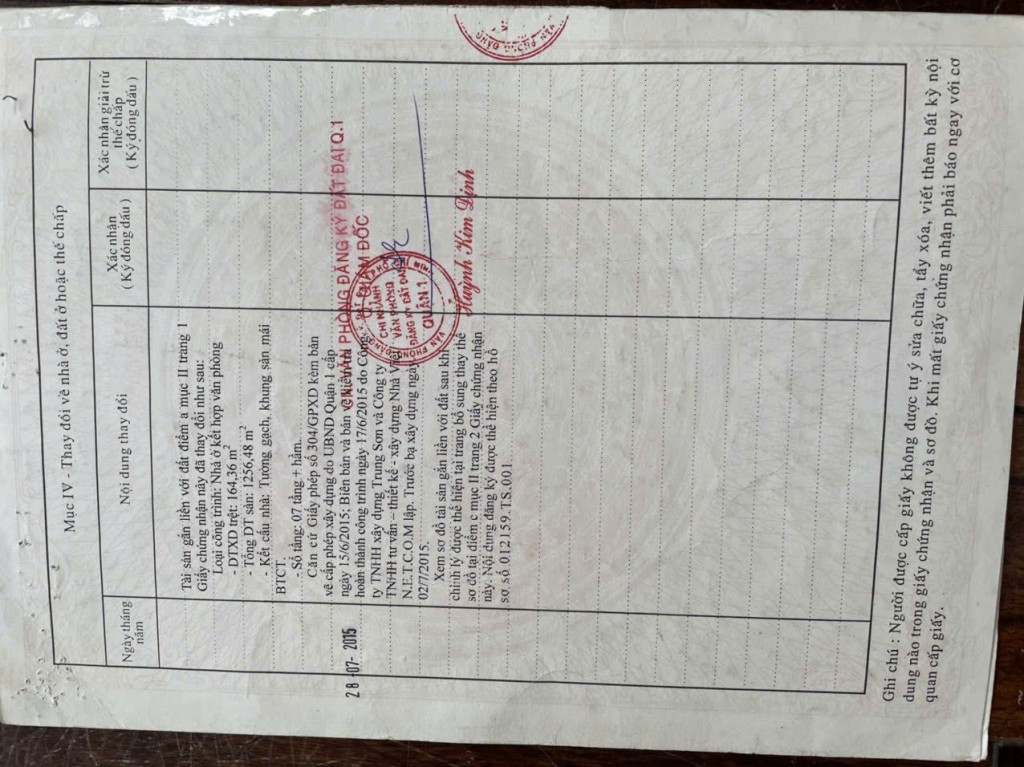 Mục IV - Thay đổi về nhà ở, đất ở hoặc thế chấp
Ngày tháng
năm
Nội dung thay đổi
Xác nhận
( Ký đóng dấu )
Xác nhận giải trừ
thế chấp
( Ký đóng dấu )
28-07-2015
Tài sản gắn liền với đất điểm a mục II trang 1
Giấy chứng nhận này đã thay đổi như sau:
Loại công trình: Nhà ở kết hợp văn phòng
- DTXD trệt: 164,36 m²
- Tổng DT sàn: 1256,48 m²
- Kết cấu nhà: Tường gạch, khung sàn mái
BTCT.
- Số tầng: 07 tầng + hầm.
Căn cứ Giấy phép số 304/GPXD kèm bản
vẽ cấp phép xây dựng do UBND Quận 1 cấp
ngày 15/6/2015; Biên bản và bản vẽ
hoàn thành công trình ngày 17/6/2015 do Công
ty TNHH xây dựng Trung Sơn và Công ty
TNHH tư vấn – thiết kế - xây dựng Nhà Việt
N.E.T.C.O.M lập. Trước bạ xây dựng ngày
02/7/2015.
Xem sơ đồ tài sản gắn liền với đất sau khi
chỉnh lý được thể hiện tại trang bổ sung thay thế
sơ đồ tại điểm c mục II trang 2 Giấy chứng nhận
này. Nội dung đăng ký được thể hiện theo hồ
sơ số 012159.TS.001
VĂN PHÒNG ĐĂNG KÝ ĐẤT ĐAI Q.1
GIÁM ĐỐC
CHI NHÁNH
VĂN PHÒNG
ĐĂNG KÝ ĐẤT ĐAI
QUẬN 1
Huỳnh Kim Định
Ghi chú : Người được cấp giấy không được tự ý sửa chữa, tẩy xóa, viết thêm bất kỳ nội
dung nào trong giấy chứng nhận và sơ đồ. Khi mất giấy chứng nhận phải báo ngay với cơ
quan cấp giấy.